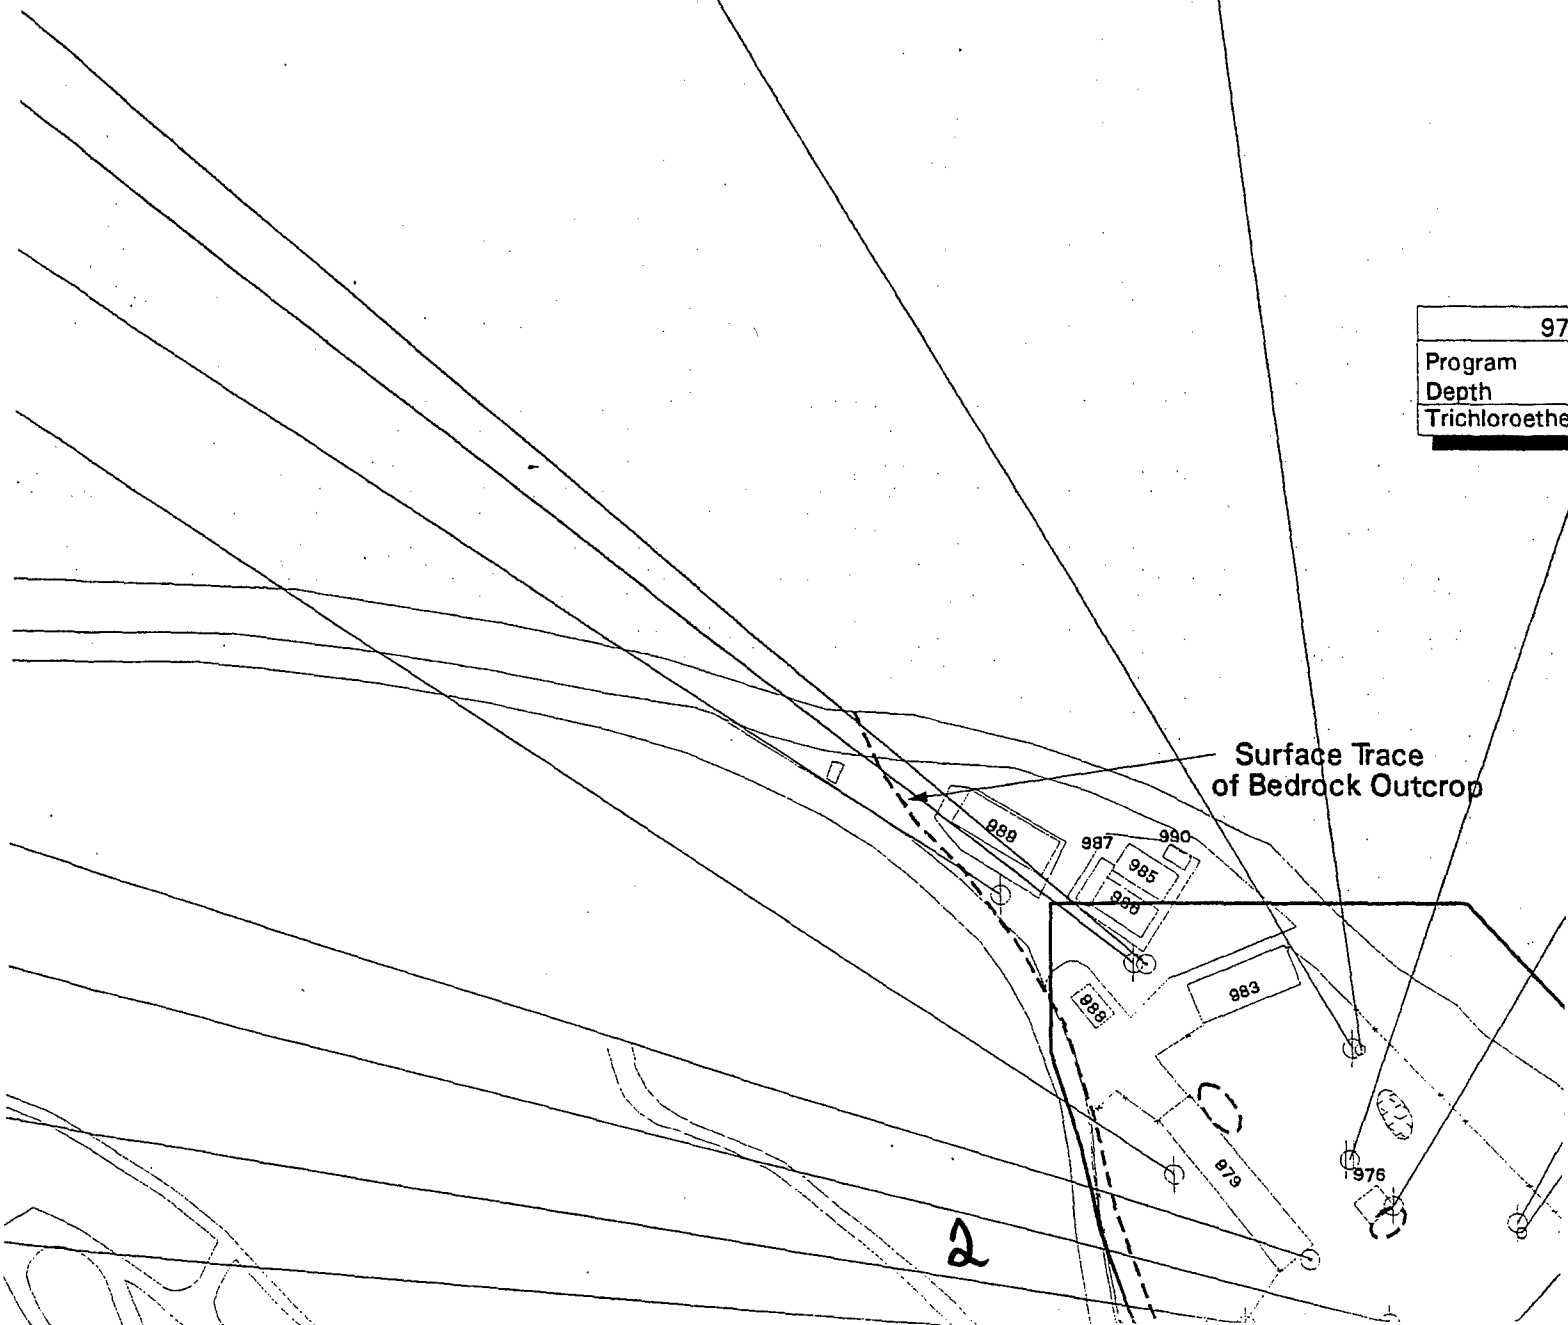 97
Program
Depth
Trichloroethe
Surface Trace
of Bedrock Outcrop
989
987
990
985
986
983
988
979
976
2